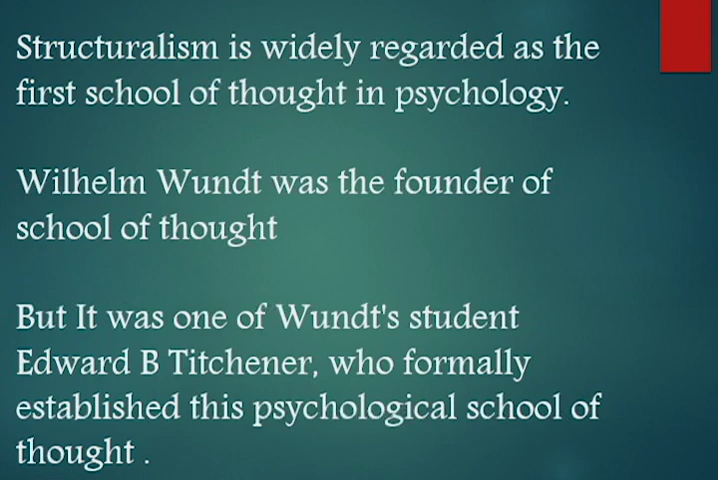 Structuralism is widely regarded as the
first school of thought in psychology.
Wilhelm Wundt was the founder of
school of thought
But It was one of Wundt's student
Edward B Titchener, who formally
established this psychological school of
thought .